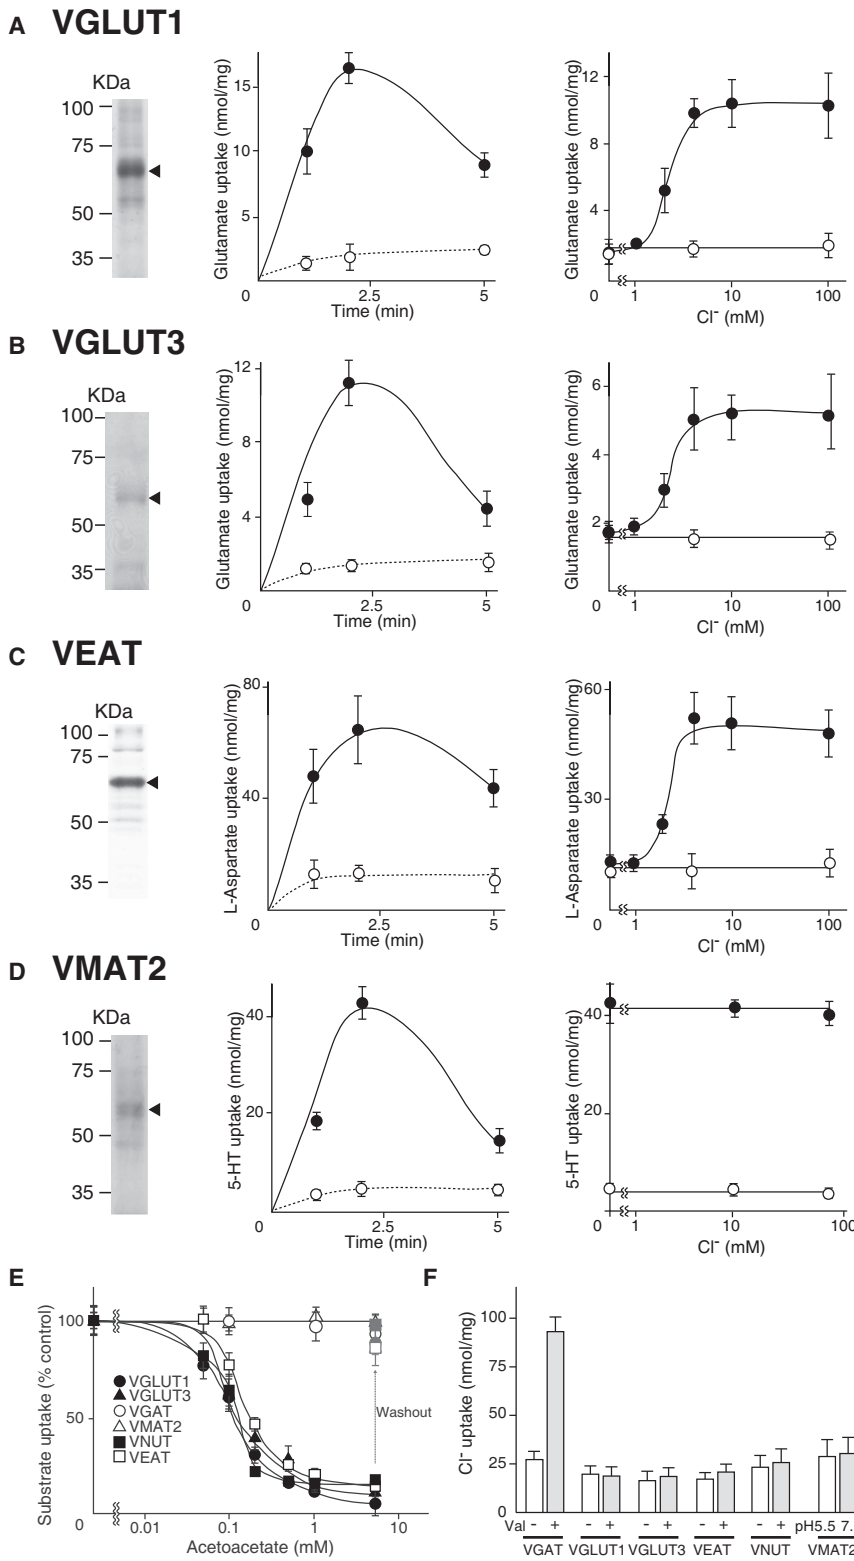 A VGLUT1
KDa
100
75
50
35
Glutamate uptake (nmol/mg)
15
10
5
0
2.5
5
Time (min)
Glutamate uptake (nmol/mg)
12
8
4
0
1
10
100
Cl⁻ (mM)
B VGLUT3
KDa
100
75
50
35
Glutamate uptake (nmol/mg)
12
8
4
0
2.5
5
Time (min)
Glutamate uptake (nmol/mg)
6
4
2
0
1
10
100
Cl⁻ (mM)
C VEAT
KDa
100
75
50
35
L-Aspartate uptake (nmol/mg)
80
40
0
2.5
5
Time (min)
L-Asparatate uptake (nmol/mg)
60
30
0
1
10
100
Cl⁻ (mM)
D VMAT2
KDa
100
75
50
35
5-HT uptake (nmol/mg)
40
20
0
2.5
5
Time (min)
5-HT uptake (nmol/mg)
40
20
0
1
10
100
Cl⁻ (mM)
E
Substrate uptake (% control)
100
50
0
VGLUT1
VGLUT3
VGAT
VMAT2
VNUT
VEAT
Washout
0.01
0.1
1
10
Acetoacetate (mM)
F
Cl⁻ uptake (nmol/mg)
100
75
50
25
0
Val - + - + - + - + - + pH5.5 7.
VGAT VGLUT1 VGLUT3 VEAT VNUT VMAT2